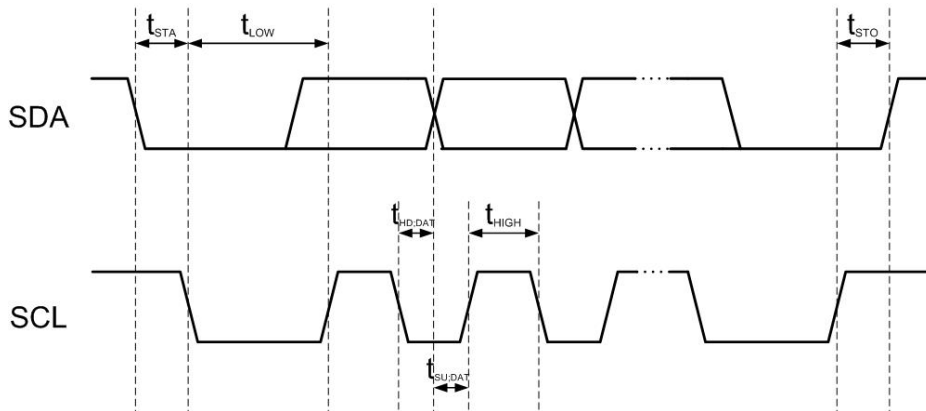 tSTA tLOW tSTO
SDA
tHD;DAT tHIGH
SCL
tSU;DAT